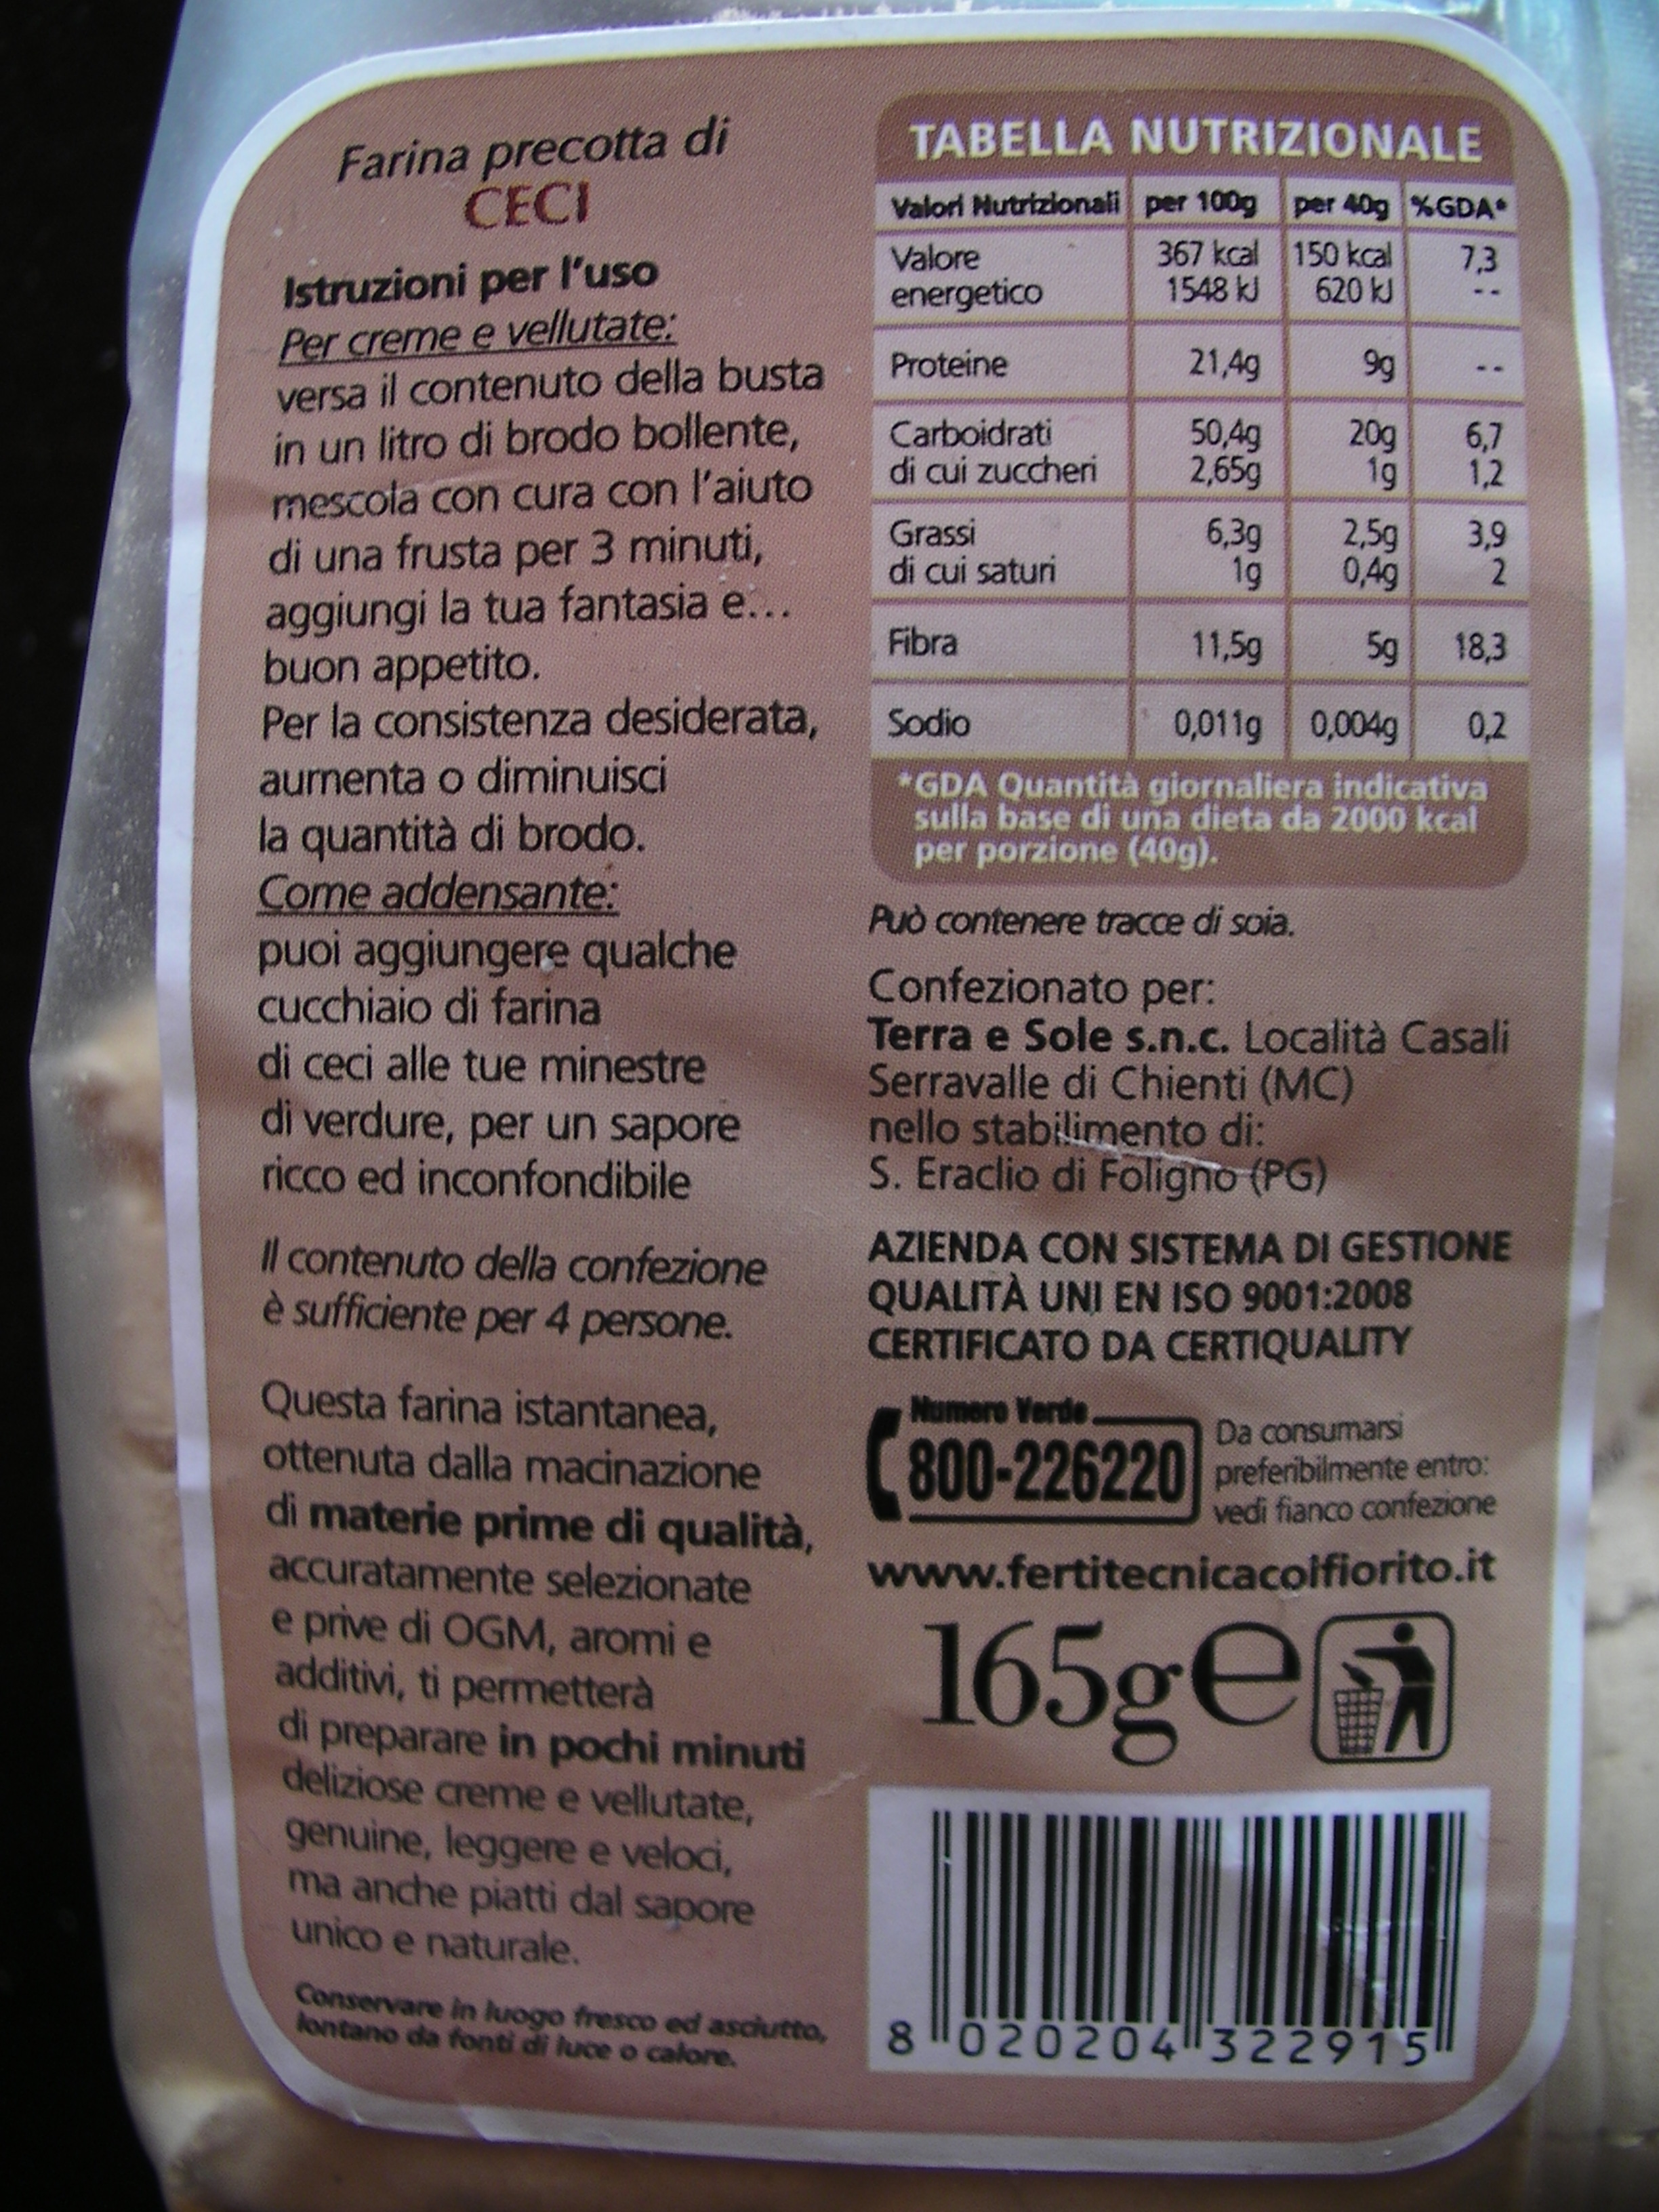 Farina precotta di
CECI
Istruzioni per l'uso
Per creme e vellutate:
versa il contenuto della busta
in un litro di brodo bollente,
mescola con cura con l'aiuto
di una frusta per 3 minuti,
aggiungi la tua fantasia e...
buon appetito.
Per la consistenza desiderata,
aumenta o diminuisci
la quantità di brodo.
Come addensante:
puoi aggiungere qualche
cucchiaio di farina
di ceci alle tue minestre
di verdure, per un sapore
ricco ed inconfondibile
Il contenuto della confezione
è sufficiente per 4 persone.
Questa farina istantanea,
ottenuta dalla macinazione
di materie prime di qualità,
accuratamente selezionate
e prive di OGM, aromi e
additivi, ti permetterà
di preparare in pochi minuti
deliziose creme e vellutate,
genuine, leggere e veloci,
ma anche piatti dal sapore
unico e naturale.
Conservare in luogo fresco ed asciutto,
lontano da fonti di luce o calore.
TABELLA NUTRIZIONALE
Valori Nutrizionali per 100g per 40g %GDA*
Valore 367 kcal 150 kcal 7,3
energetico 1548 kJ 620 kJ --
Proteine 21,4g 9g --
Carboidrati 50,4g 20g 6,7
di cui zuccheri 2,65g 1g 1,2
Grassi 6,3g 2,5g 3,9
di cui saturi 1g 0,4g 2
Fibra 11,5g 5g 18,3
Sodio 0,011g 0,004g 0,2
*GDA Quantità giornaliera indicativa
sulla base di una dieta da 2000 kcal
per porzione (40g).
Può contenere tracce di soia.
Confezionato per:
Terra e Sole s.n.c. Località Casali
Serravalle di Chienti (MC)
nello stabilimento di:
S. Eraclio di Foligno (PG)
AZIENDA CON SISTEMA DI GESTIONE
QUALITÀ UNI EN ISO 9001:2008
CERTIFICATO DA CERTIQUALITY
Numero Verde
800-226220
Da consumarsi
preferibilmente entro:
vedi fianco confezione
www.fertitecnicacolfiorito.it
165g e
8 020204 322915